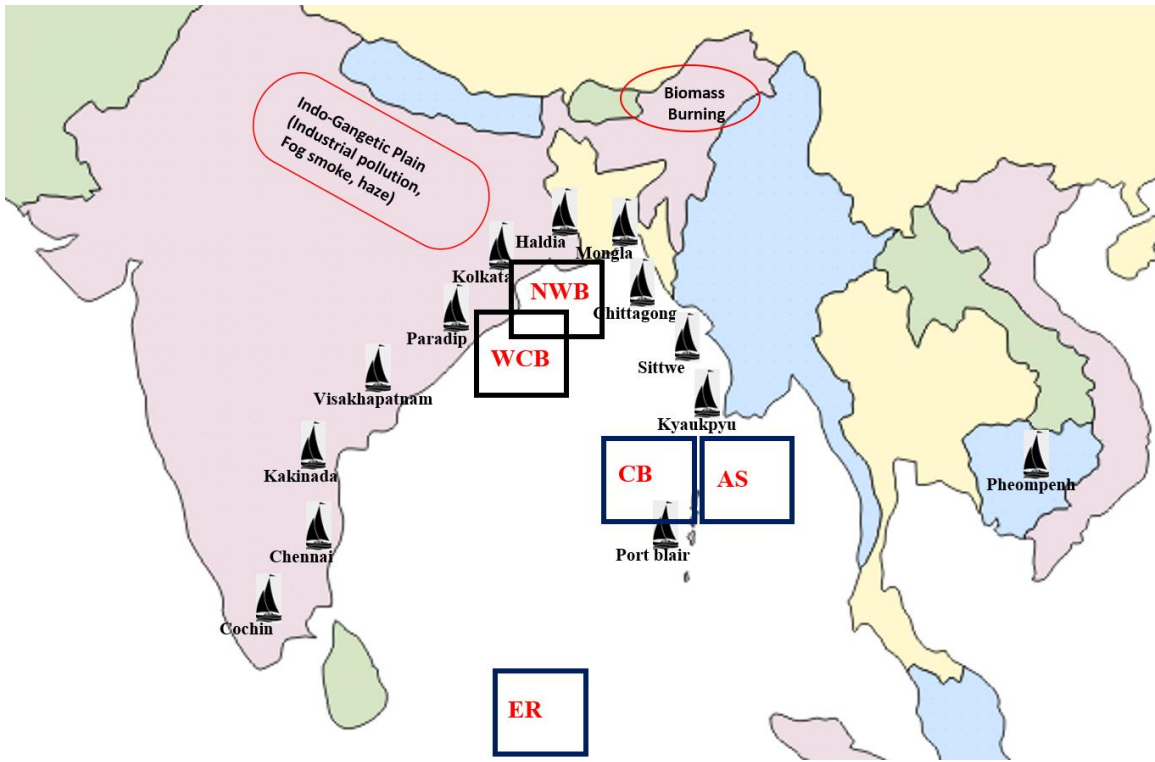 Biomass
Burning
Indo-Gangetic Plain
(Industrial pollution,
Fog smoke, haze)
Haldia
Mongla
Kolkata
NWB
Chittagong
Paradip
WCB
Sittwe
Visakhapatnam
Kyaukpyu
Kakinada
CB
AS
Pheompenh
Chennai
Port blair
Cochin
ER